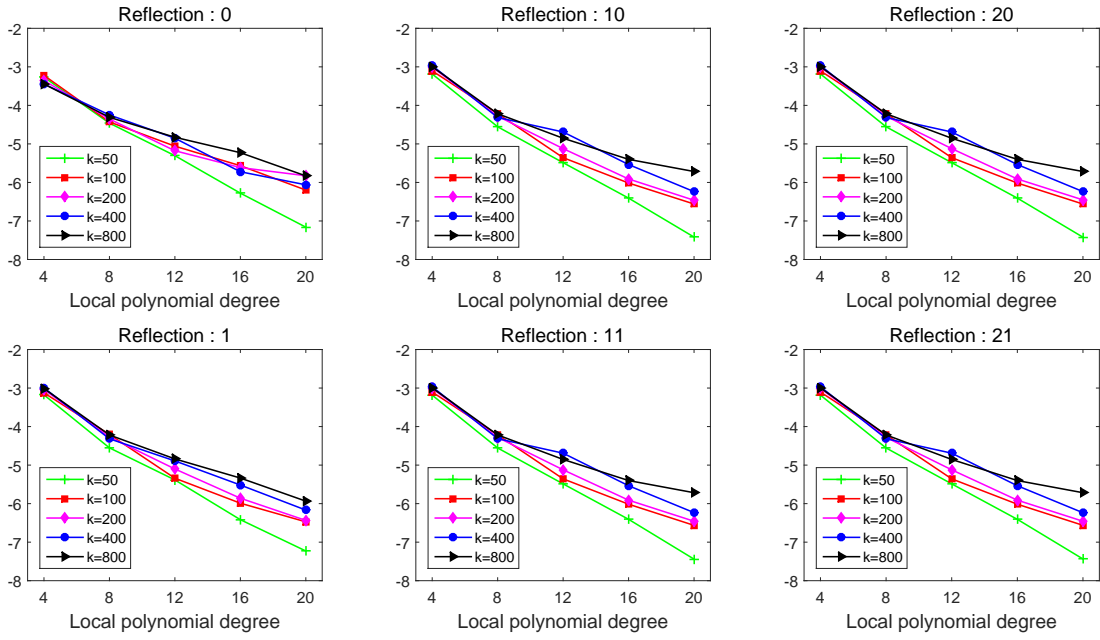 Reflection : 0
-2
-3
-4
-5
-6
-7
-8
k=50
k=100
k=200
k=400
k=800
4 8 12 16 20
Local polynomial degree
Reflection : 10
-2
-3
-4
-5
-6
-7
-8
k=50
k=100
k=200
k=400
k=800
4 8 12 16 20
Local polynomial degree
Reflection : 20
-2
-3
-4
-5
-6
-7
-8
k=50
k=100
k=200
k=400
k=800
4 8 12 16 20
Local polynomial degree
Reflection : 1
-2
-3
-4
-5
-6
-7
-8
k=50
k=100
k=200
k=400
k=800
4 8 12 16 20
Local polynomial degree
Reflection : 11
-2
-3
-4
-5
-6
-7
-8
k=50
k=100
k=200
k=400
k=800
4 8 12 16 20
Local polynomial degree
Reflection : 21
-2
-3
-4
-5
-6
-7
-8
k=50
k=100
k=200
k=400
k=800
4 8 12 16 20
Local polynomial degree